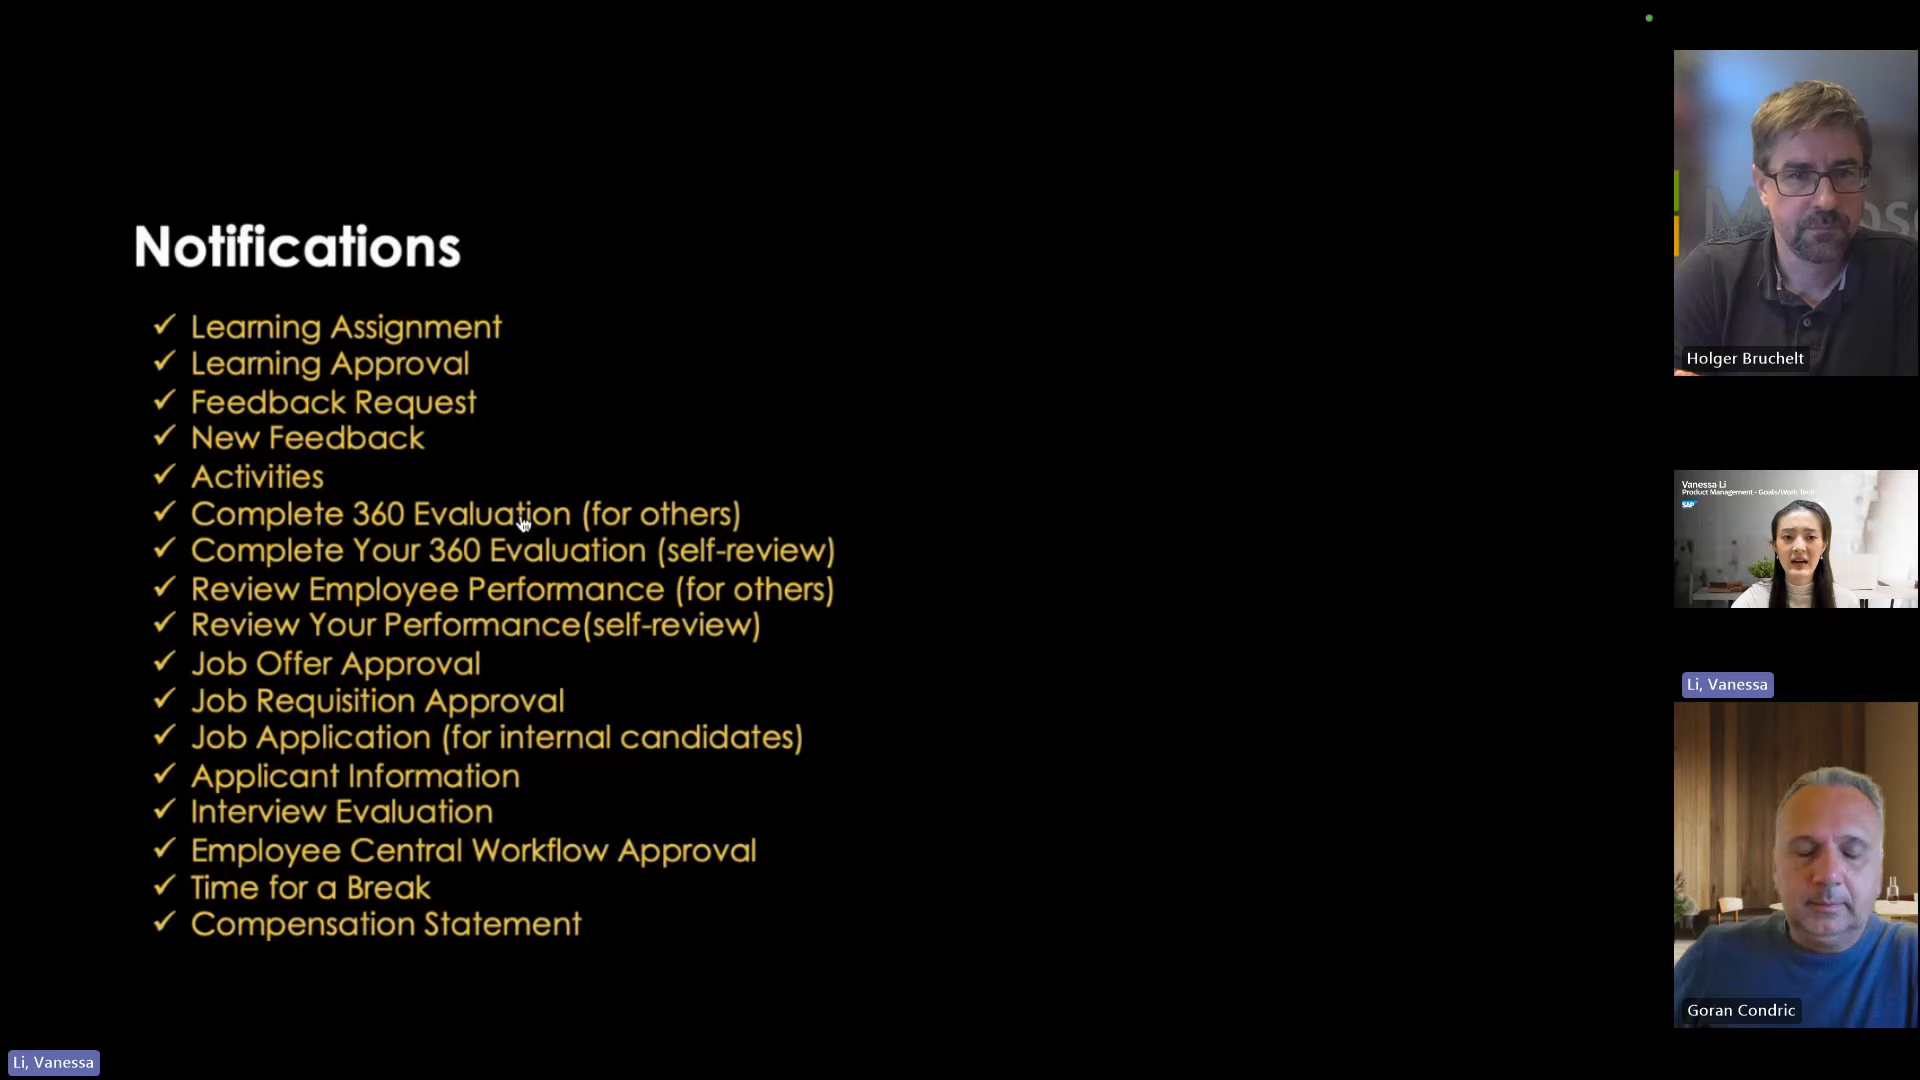 Notifications
✓ Learning Assignment
✓ Learning Approval
✓ Feedback Request
✓ New Feedback
✓ Activities
✓ Complete 360 Evaluation (for others)
✓ Complete Your 360 Evaluation (self-review)
✓ Review Employee Performance (for others)
✓ Review Your Performance(self-review)
✓ Job Offer Approval
✓ Job Requisition Approval
✓ Job Application (for internal candidates)
✓ Applicant Information
✓ Interview Evaluation
✓ Employee Central Workflow Approval
✓ Time for a Break
✓ Compensation Statement
Li, Vanessa
Holger Bruchelt
Vanessa Li
Product Management - Goals/Work Tech
SAP
Li, Vanessa
Goran Condric